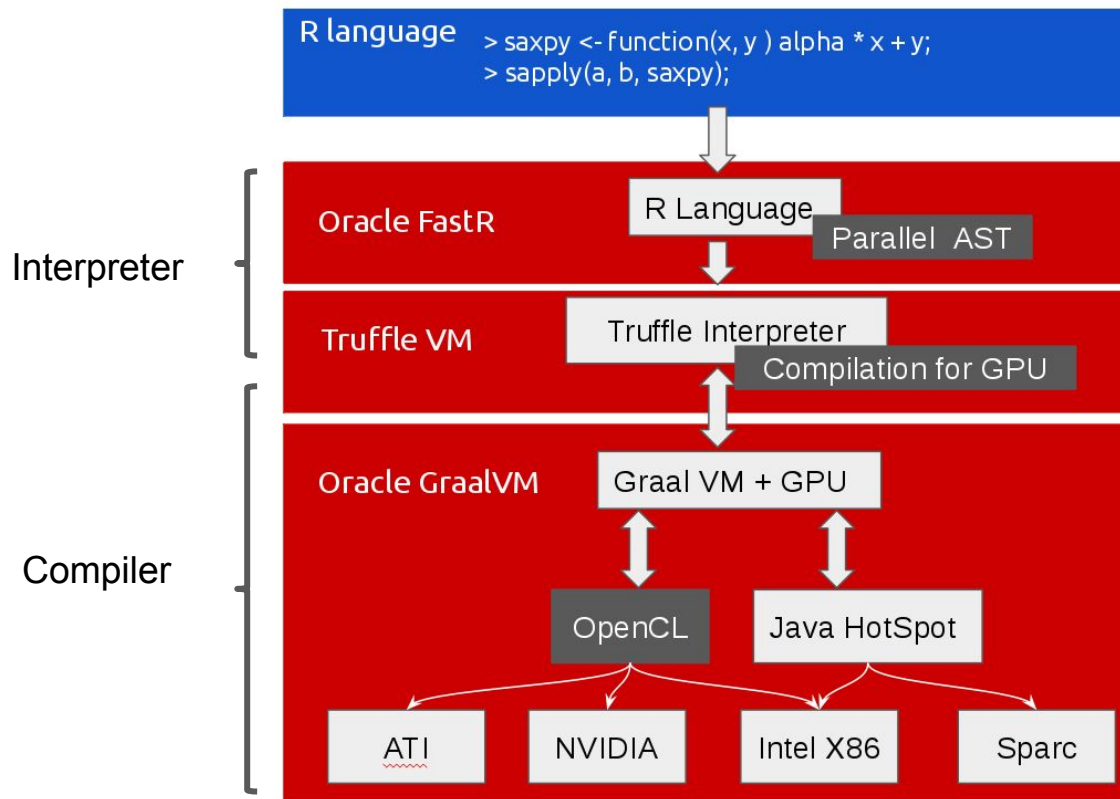 R language
> saxpy <- function(x, y ) alpha * x + y;
> sapply(a, b, saxpy);
Interpreter
Oracle FastR
R Language
Parallel AST
Truffle VM
Truffle Interpreter
Compilation for GPU
Compiler
Oracle GraalVM
Graal VM + GPU
OpenCL
Java HotSpot
ATI
NVIDIA
Intel X86
Sparc